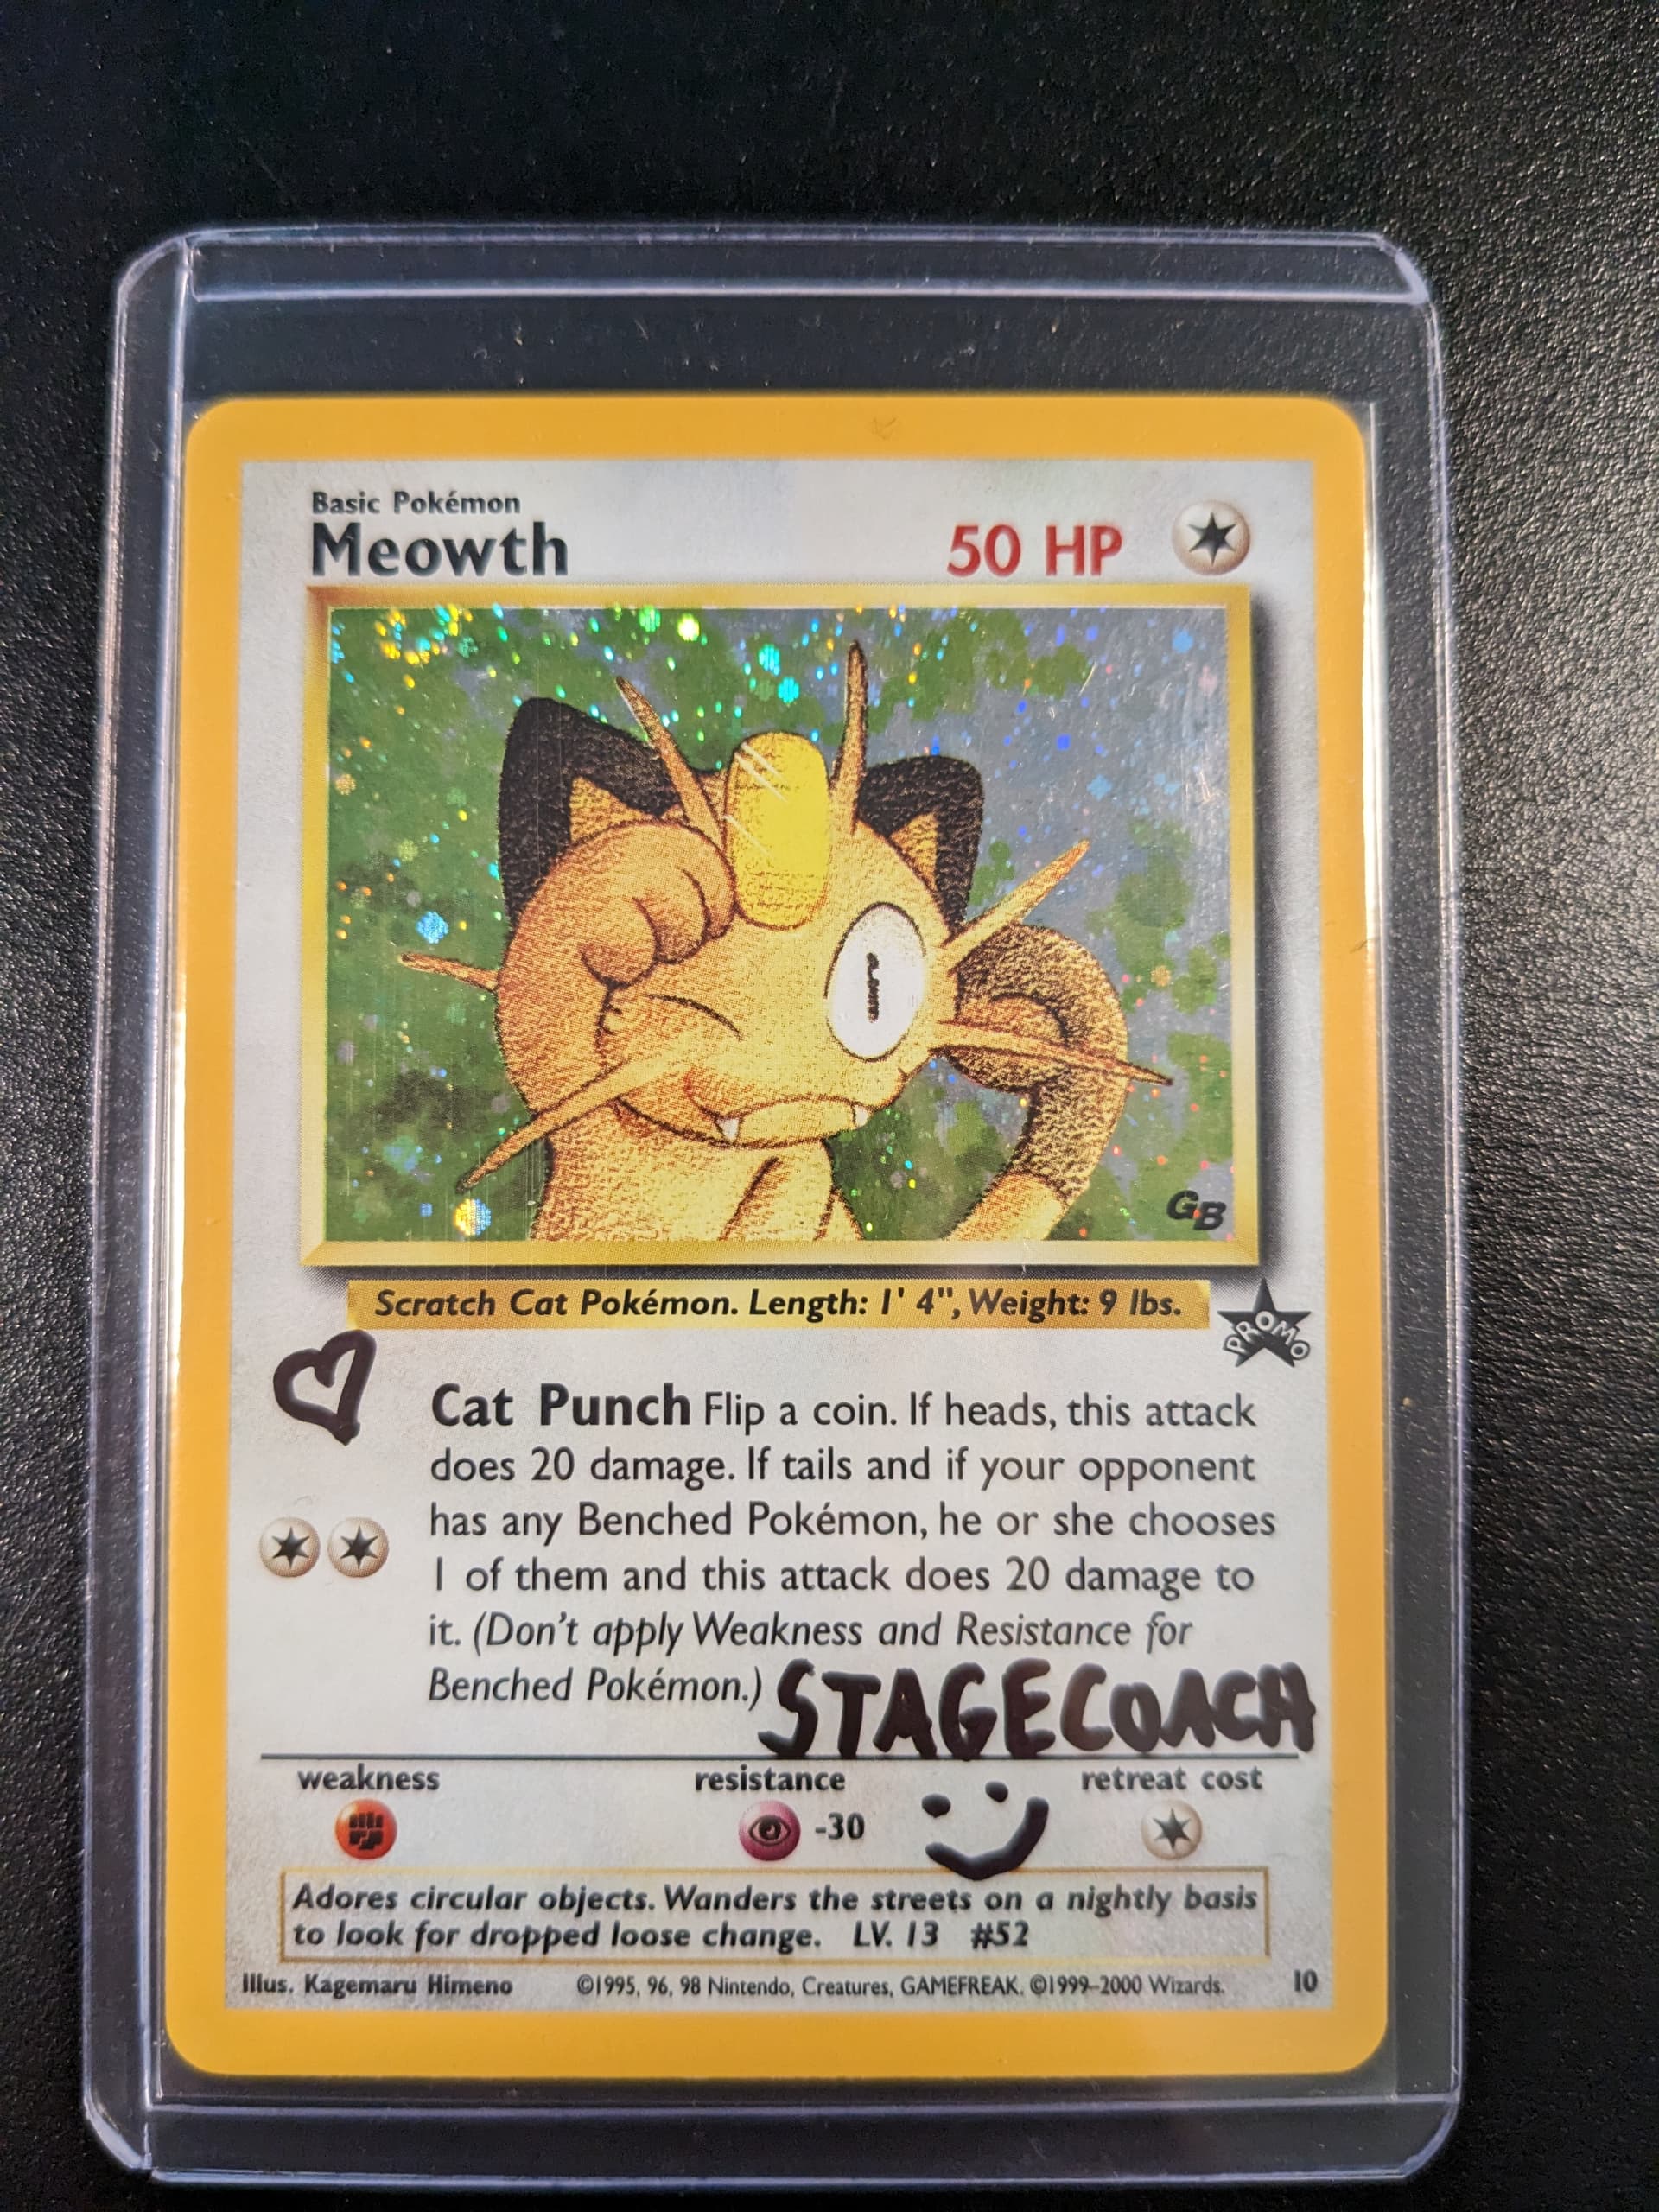 Basic Pokémon
Meowth
50 HP
GB
Scratch Cat Pokémon. Length: 1' 4", Weight: 9 lbs.
PROMO
Cat Punch Flip a coin. If heads, this attack
does 20 damage. If tails and if your opponent
has any Benched Pokémon, he or she chooses
1 of them and this attack does 20 damage to
it. (Don't apply Weakness and Resistance for
Benched Pokémon.)
STAGECOACH
weakness resistance retreat cost
-30
Adores circular objects. Wanders the streets on a nightly basis
to look for dropped loose change. LV. 13 #52
Illus. Kagemaru Himeno ©1995, 96, 98 Nintendo, Creatures, GAMEFREAK. ©1999-2000 Wizards. 10